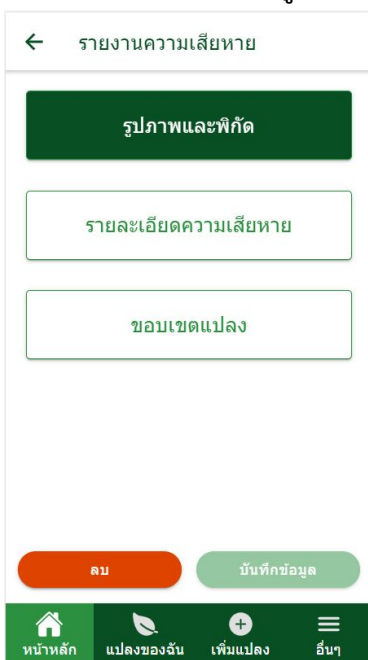 รายงานความเสียหาย
รูปภาพและพิกัด
รายละเอียดความเสียหาย
ขอบเขตแปลง
ลบ
บันทึกข้อมูล
หน้าหลัก
แปลงของฉัน
เพิ่มแปลง
อื่นๆ